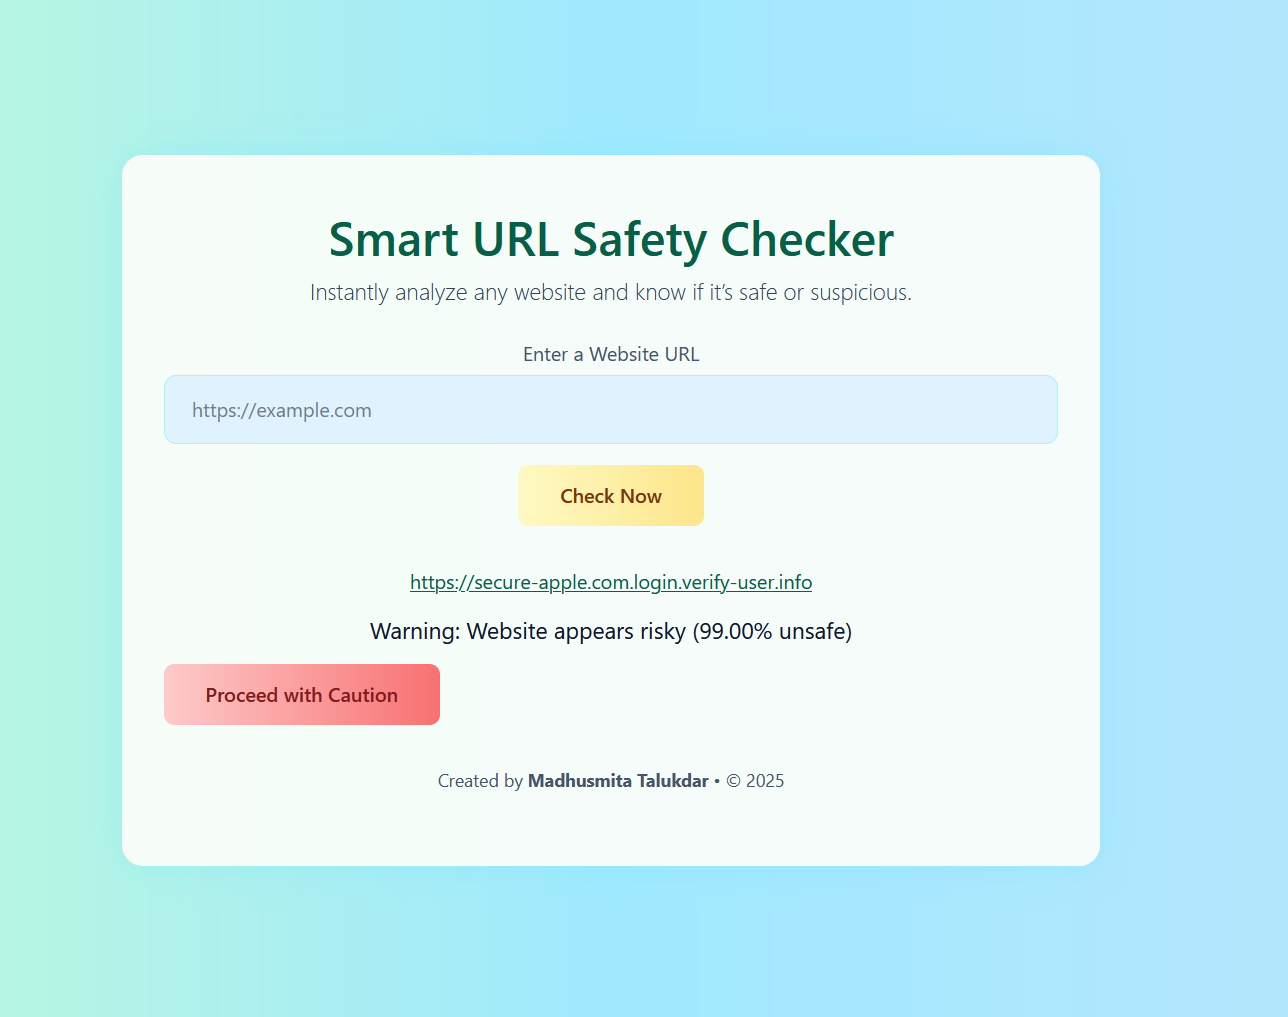 Smart URL Safety Checker
Instantly analyze any website and know if it’s safe or suspicious.
Enter a Website URL
https://example.com
Check Now
https://secure-apple.com.login.verify-user.info
Warning: Website appears risky (99.00% unsafe)
Proceed with Caution
Created by Madhusmita Talukdar • © 2025